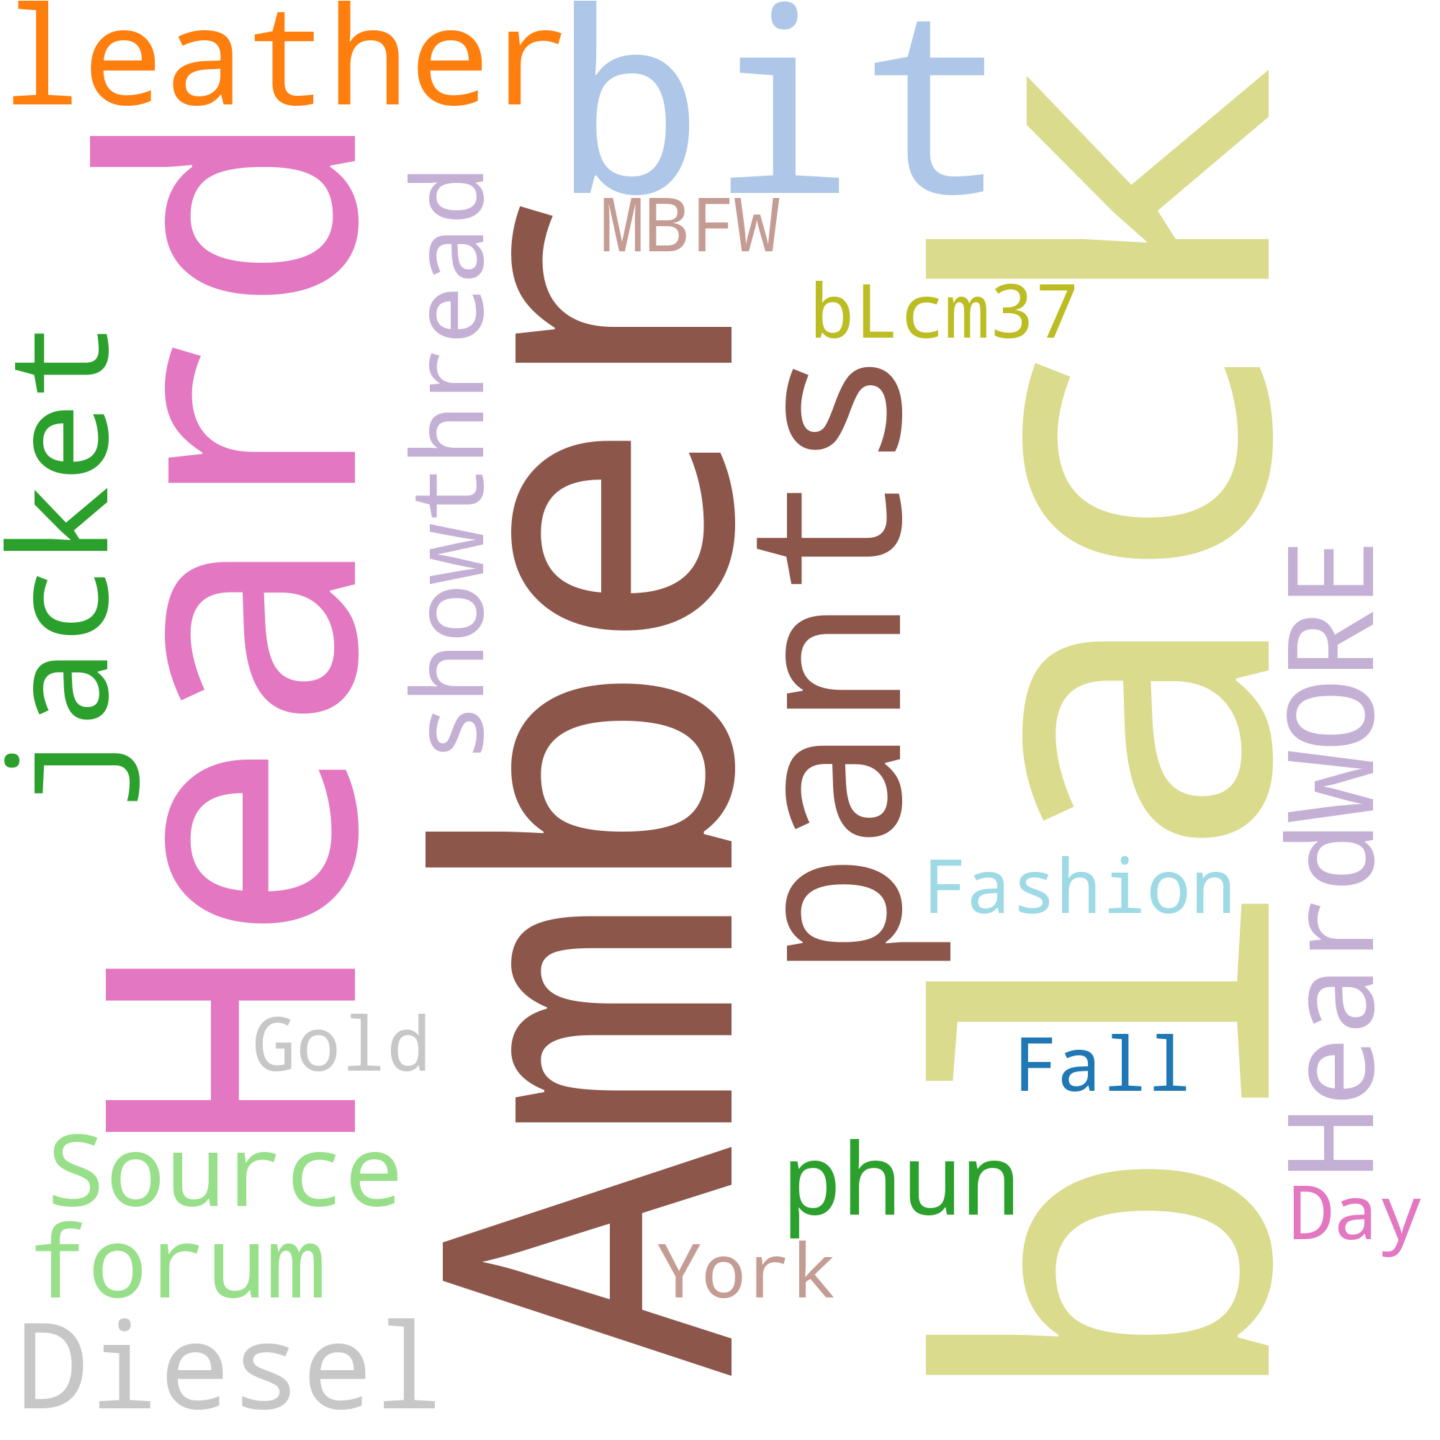 leather
bit
Heard
showthread
MBFW
Amber
black
bLcm37
jacket
pants
HeardWORE
Fashion
Gold
Fall
Source
phun
Day
forum
York
Diesel